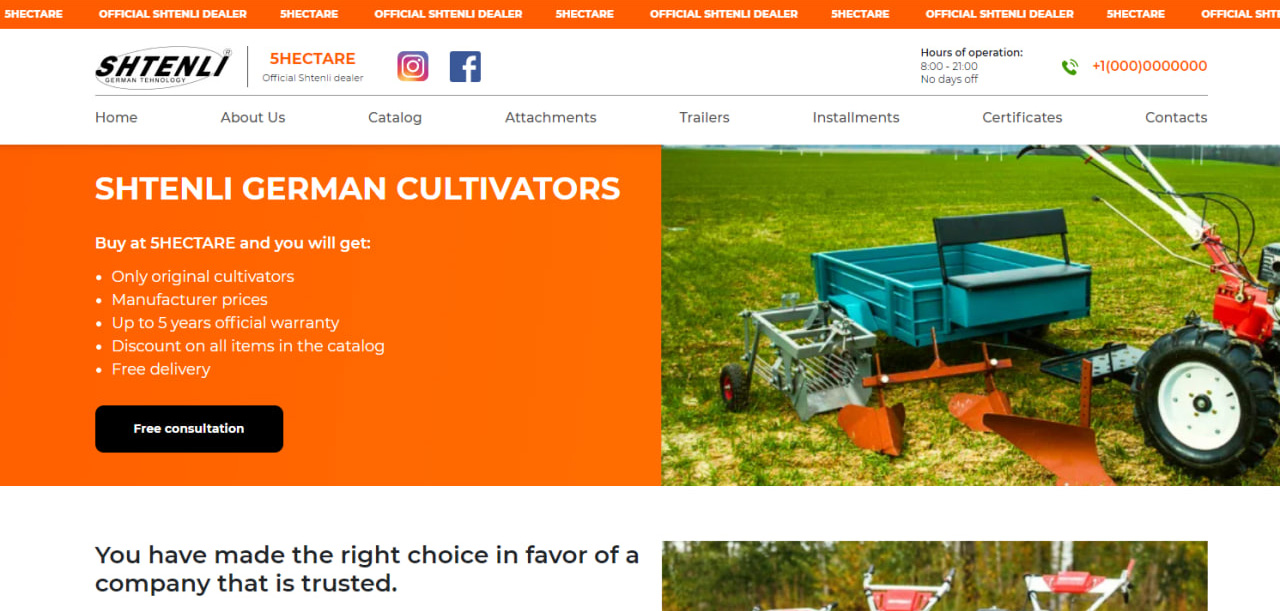 5HECTARE OFFICIAL SHTENLI DEALER 5HECTARE OFFICIAL SHTENLI DEALER 5HECTARE OFFICIAL SHTENLI DEALER 5HECTARE OFFICIAL SHTENLI DEALER 5HECTARE OFFICIAL SHT
SHTENLI ®
GERMAN TEHNOLOGY
5HECTARE
Official Shtenli dealer
Hours of operation:
8:00 - 21:00
No days off
+1(000)0000000
Home About Us Catalog Attachments Trailers Installments Certificates Contacts
SHTENLI GERMAN CULTIVATORS
Buy at 5HECTARE and you will get:
• Only original cultivators
• Manufacturer prices
• Up to 5 years official warranty
• Discount on all items in the catalog
• Free delivery
Free consultation
You have made the right choice in favor of a
company that is trusted.